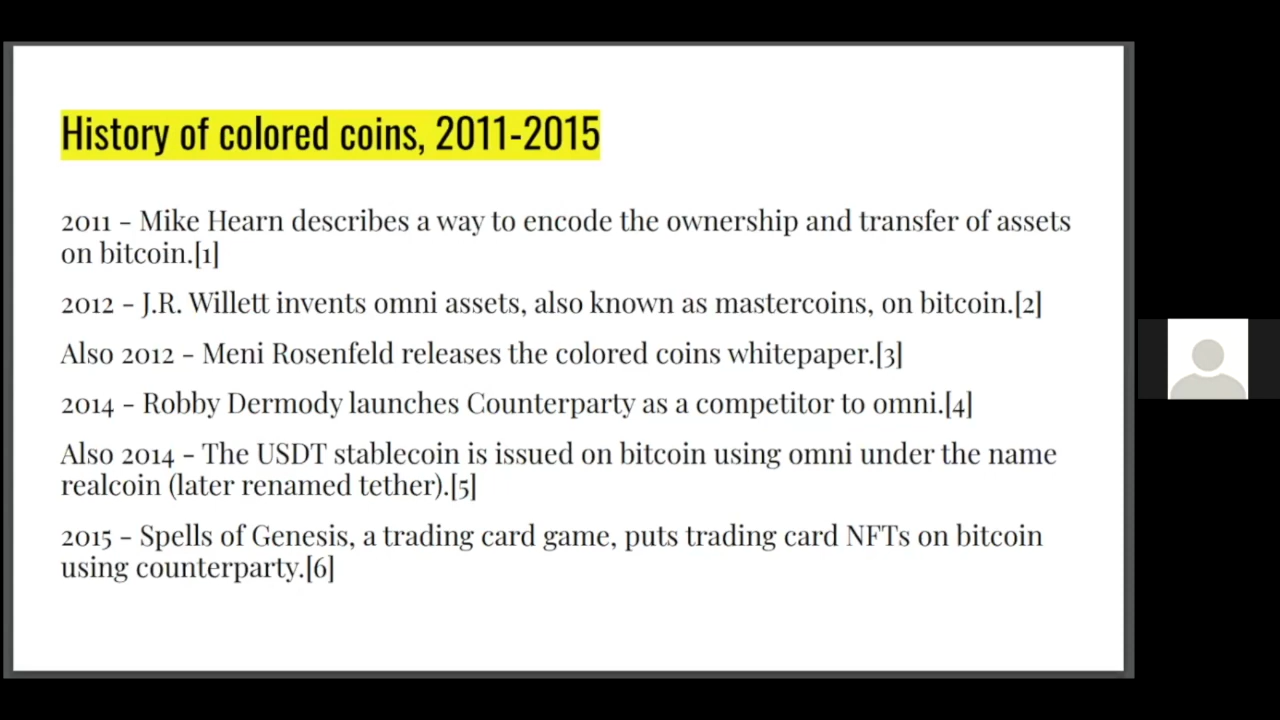 History of colored coins, 2011-2015
2011 – Mike Hearn describes a way to encode the ownership and transfer of assets
on bitcoin.[1]
2012 – J.R. Willett invents omni assets, also known as mastercoins, on bitcoin.[2]
Also 2012 – Meni Rosenfeld releases the colored coins whitepaper.[3]
2014 – Robby Dermody launches Counterparty as a competitor to omni.[4]
Also 2014 – The USDT stablecoin is issued on bitcoin using omni under the name
realcoin (later renamed tether).[5]
2015 – Spells of Genesis, a trading card game, puts trading card NFTs on bitcoin
using counterparty.[6]